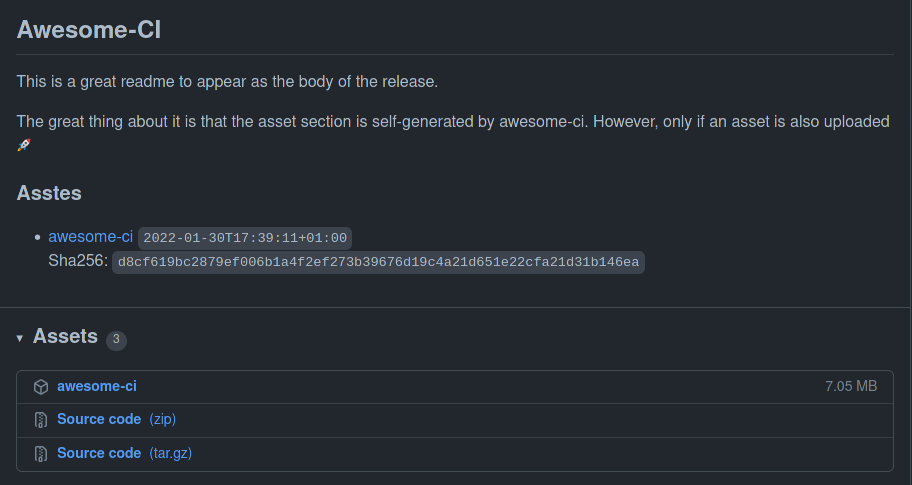 Awesome-CI
This is a great readme to appear as the body of the release.
The great thing about it is that the asset section is self-generated by awesome-ci. However, only if an asset is also uploaded
🚀
Asstes
• awesome-ci 2022-01-30T17:39:11+01:00
Sha256: d8cf619bc2879ef006b1a4f2ef273b39676d19c4a21d651e22cfa21d31b146ea
▾ Assets 3
awesome-ci 7.05 MB
Source code (zip)
Source code (tar.gz)